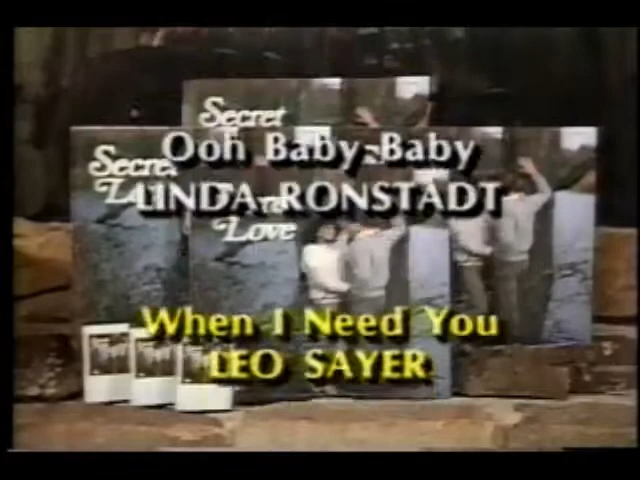 Secret
Ooh Baby Baby
Secret
LINDA RONSTADT
Love
When I Need You
LEO SAYER